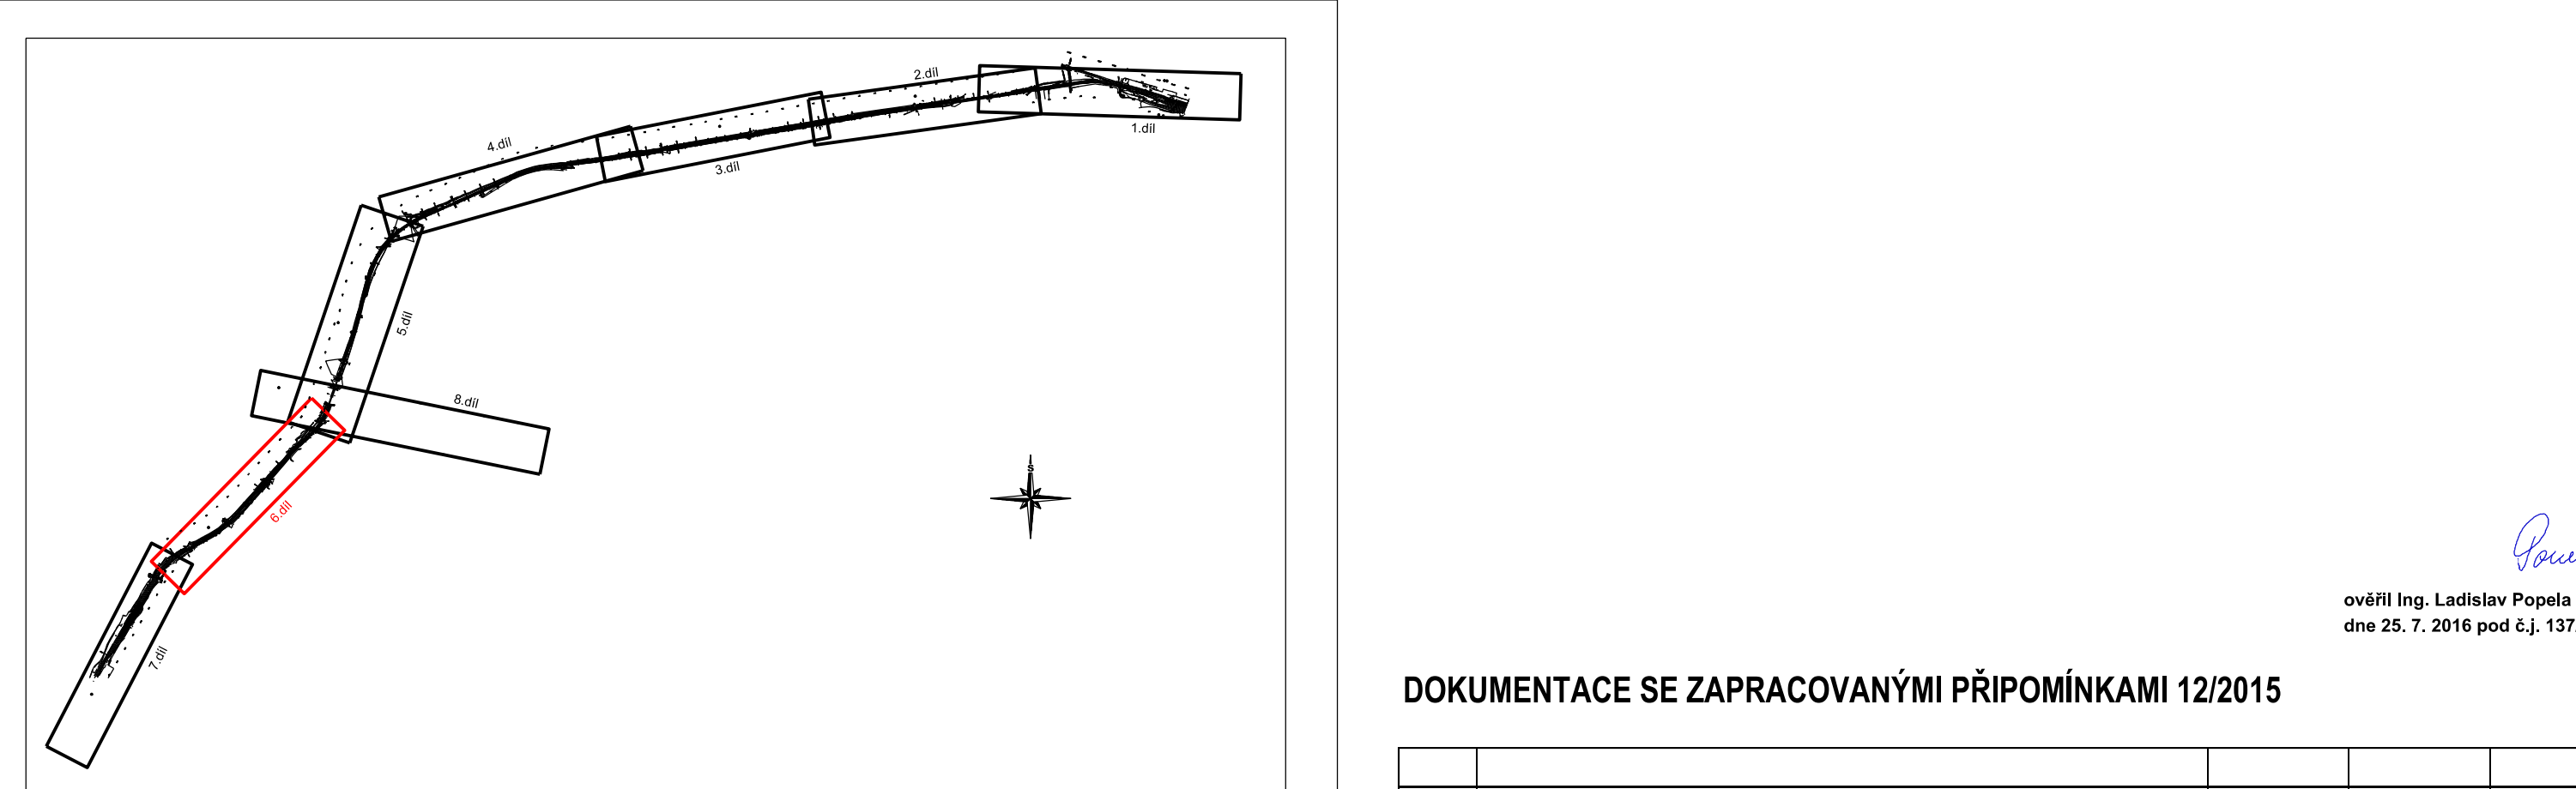 2.díl
1.díl
4.díl
3.díl
5.díl
8.díl
S
6.díl
7.díl
ověřil Ing. Ladislav Popela
dne 25. 7. 2016 pod č.j. 137
DOKUMENTACE SE ZAPRACOVANÝMI PŘIPOMÍNKAMI 12/2015